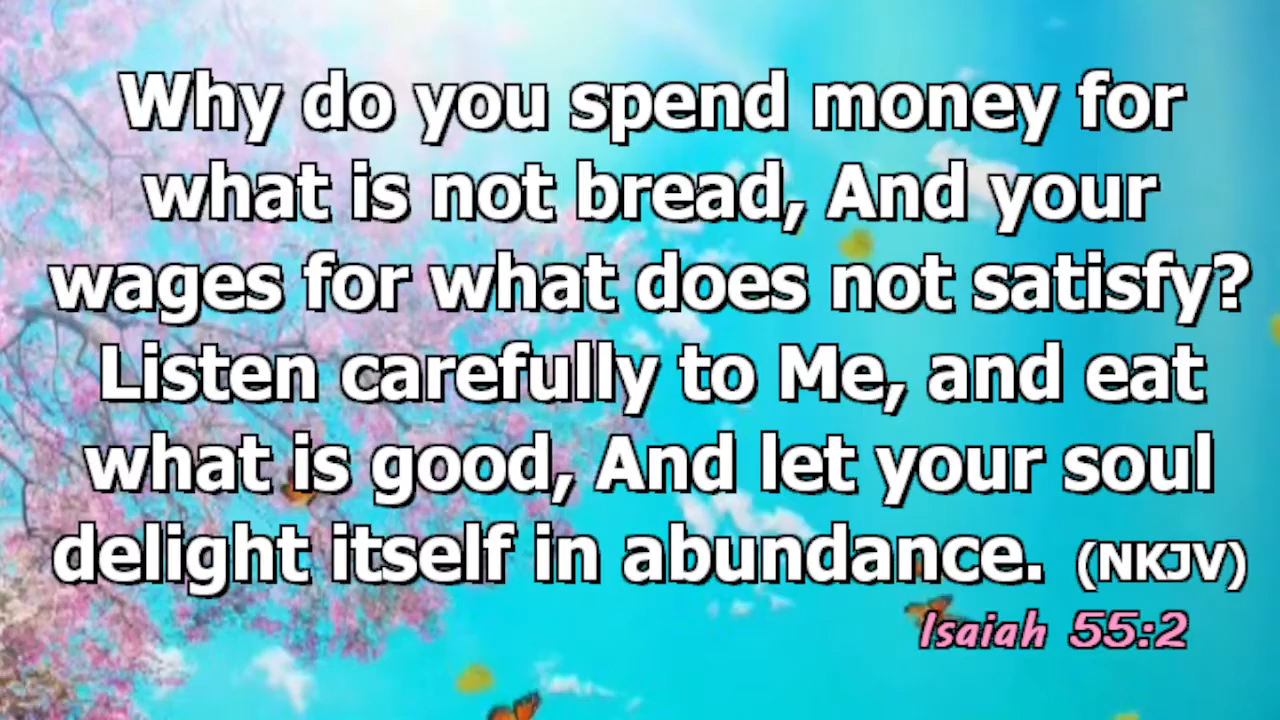 Why do you spend money for
what is not bread, And your
wages for what does not satisfy?
Listen carefully to Me, and eat
what is good, And let your soul
delight itself in abundance. (NKJV)
Isaiah 55:2